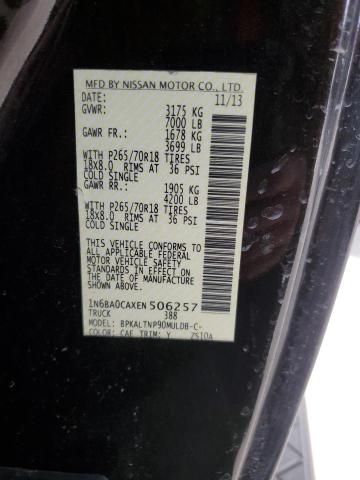 MFD BY NISSAN MOTOR CO., LTD.
DATE: 11/13
GVWR: 3175 KG
7000 LB
GAWR FR.: 1678 KG
3699 LB
WITH P265/70R18 TIRES
18X8.0 RIMS AT 36 PSI
COLD SINGLE
GAWR RR.: 1905 KG
4200 LB
WITH P265/70R18 TIRES
18X8.0 RIMS AT 36 PSI
COLD SINGLE
THIS VEHICLE CONFORMS TO
ALL APPLICABLE FEDERAL
MOTOR VEHICLE SAFETY
STANDARDS IN EFFECT ON
THE DATE OF MANUFACTURE
SHOWN ABOVE.
1N6BA0CAXEN506257
TRUCK 388
MODEL: BPKALTNP90MULDB-C-
COLOR: CAE TRIM: Y ZS10A